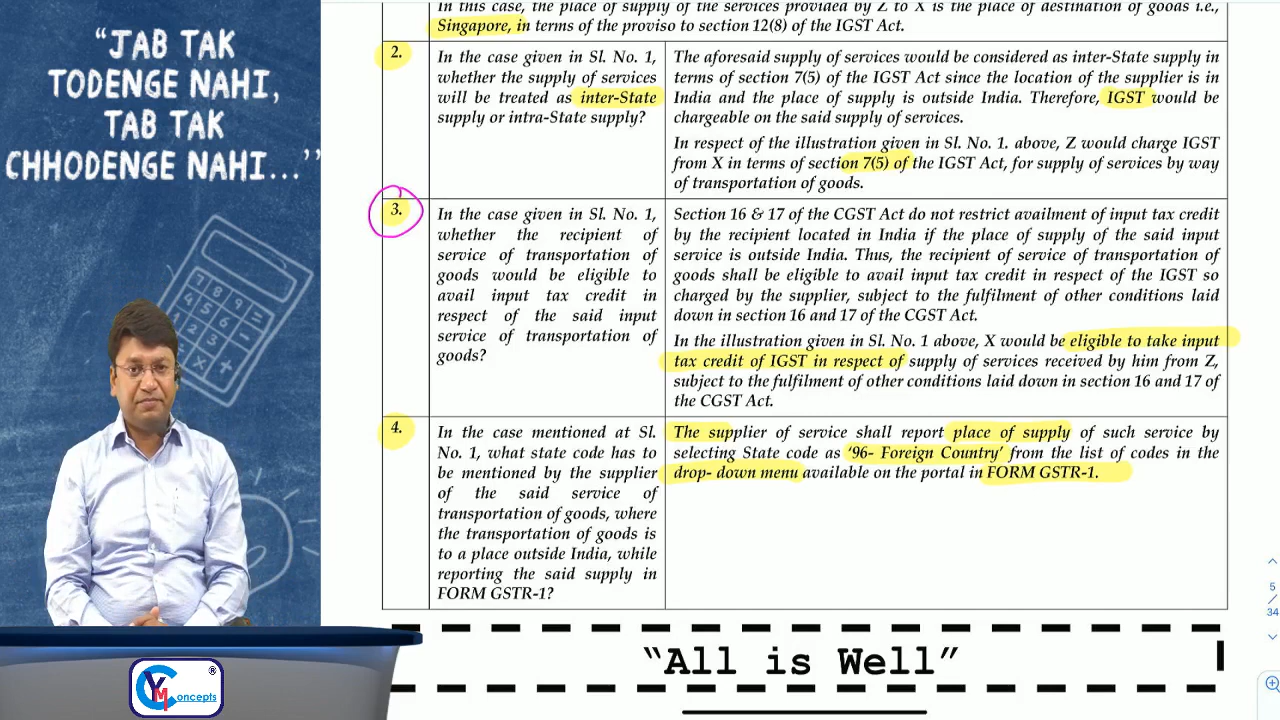 “JAB TAK
TODENGE NAHI,
TAB TAK
CHHODENGE NAHI...’’
In this case, the place of supply of the services provided by Z to X is the place of destination of goods i.e.,
Singapore, in terms of the proviso to section 12(8) of the IGST Act.
2.
In the case given in Sl. No. 1,
whether the supply of services
will be treated as inter-State
supply or intra-State supply?
The aforesaid supply of services would be considered as inter-State supply in
terms of section 7(5) of the IGST Act since the location of the supplier is in
India and the place of supply is outside India. Therefore, IGST would be
chargeable on the said supply of services.
In respect of the illustration given in Sl. No. 1. above, Z would charge IGST
from X in terms of section 7(5) of the IGST Act, for supply of services by way
of transportation of goods.
3.
In the case given in Sl. No. 1,
whether the recipient of
service of transportation of
goods would be eligible to
avail input tax credit in
respect of the said input
service of transportation of
goods?
Section 16 & 17 of the CGST Act do not restrict availment of input tax credit
by the recipient located in India if the place of supply of the said input
service is outside India. Thus, the recipient of service of transportation of
goods shall be eligible to avail input tax credit in respect of the IGST so
charged by the supplier, subject to the fulfilment of other conditions laid
down in section 16 and 17 of the CGST Act.
In the illustration given in Sl. No. 1 above, X would be eligible to take input
tax credit of IGST in respect of supply of services received by him from Z,
subject to the fulfilment of other conditions laid down in section 16 and 17 of
the CGST Act.
4.
In the case mentioned at Sl.
No. 1, what state code has to
be mentioned by the supplier
of the said service of
transportation of goods, where
the transportation of goods is
to a place outside India, while
reporting the said supply in
FORM GSTR-1?
The supplier of service shall report place of supply of such service by
selecting State code as ‘96- Foreign Country’ from the list of codes in the
drop- down menu available on the portal in FORM GSTR-1.
“All is Well”
5
/
34
YM Concepts ®
7 8 9 ÷
4 5 6 −
1 2 3
× +